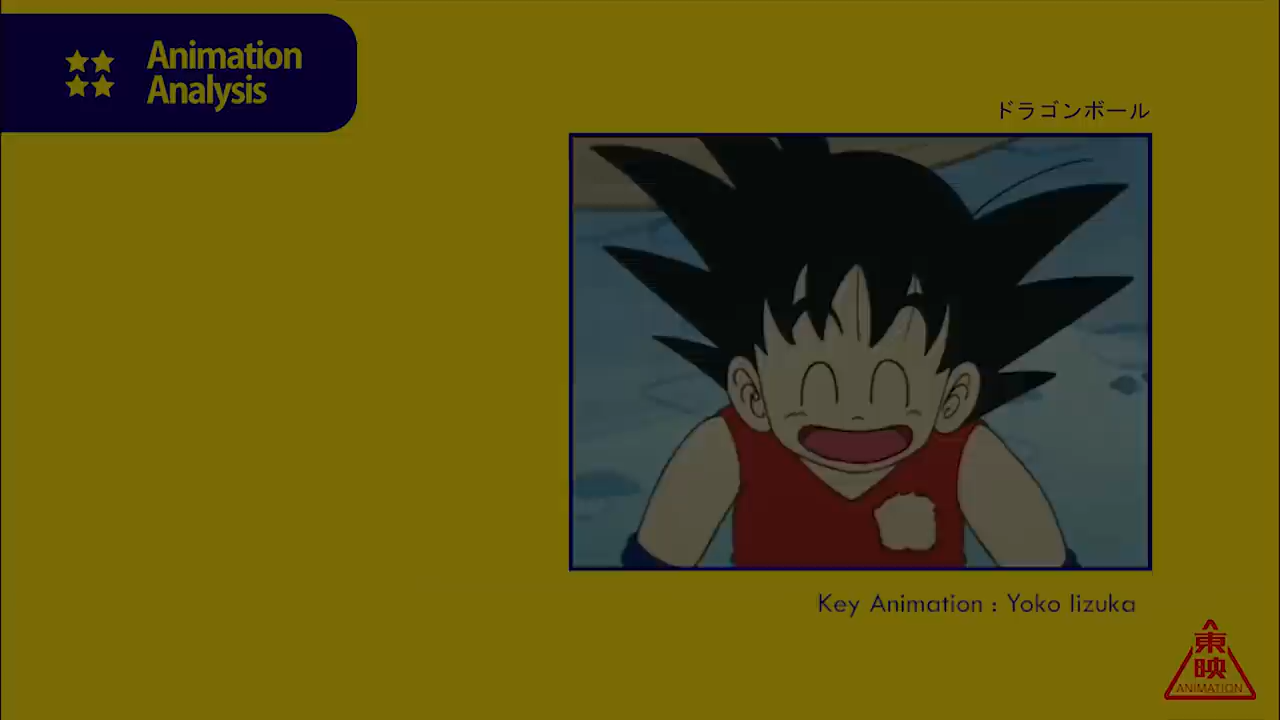 Animation
Analysis
ドラゴンボール
Key Animation : Yoko Iizuka
東
映
ANIMATION